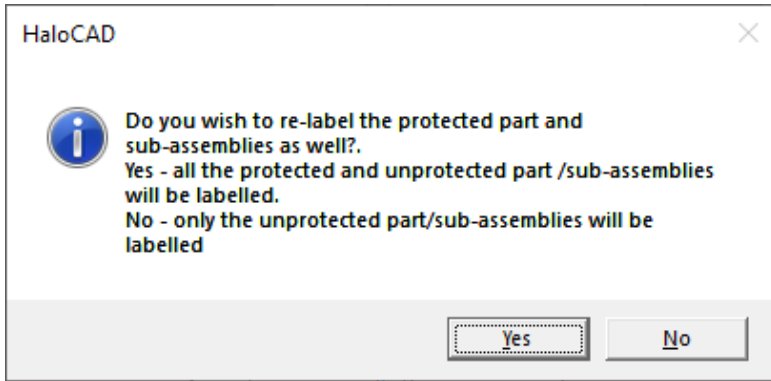 HaloCAD
Do you wish to re-label the protected part and
sub-assemblies as well?.
Yes - all the protected and unprotected part /sub-assemblies
will be labelled.
No - only the unprotected part/sub-assemblies will be
labelled
Yes
No